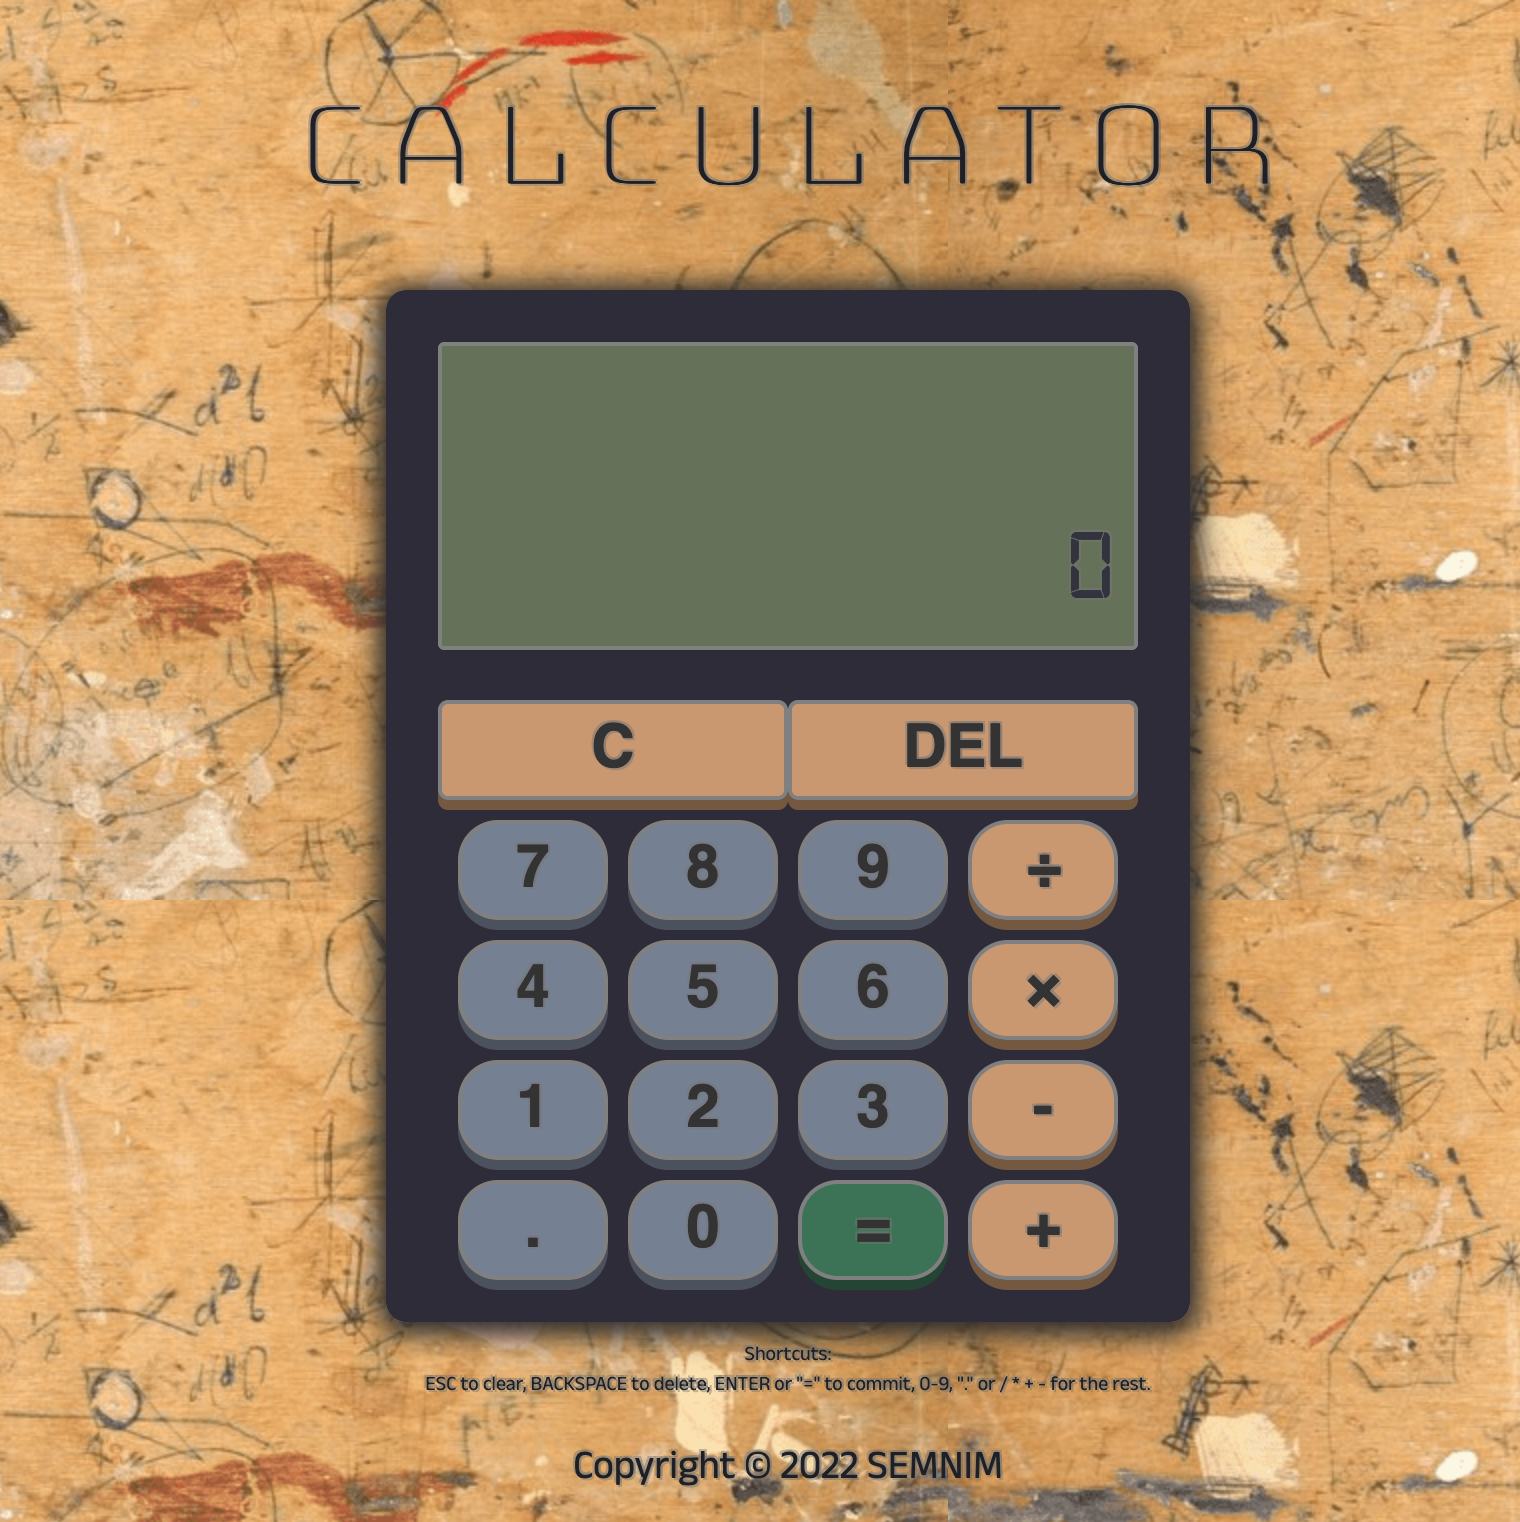 CALCULATOR
0
C DEL
7 8 9 ÷
4 5 6 ×
1 2 3 -
. 0 = +
Shortcuts:
ESC to clear, BACKSPACE to delete, ENTER or "=" to commit, 0-9, "." or / * + - for the rest.
Copyright © 2022 SEMNIM